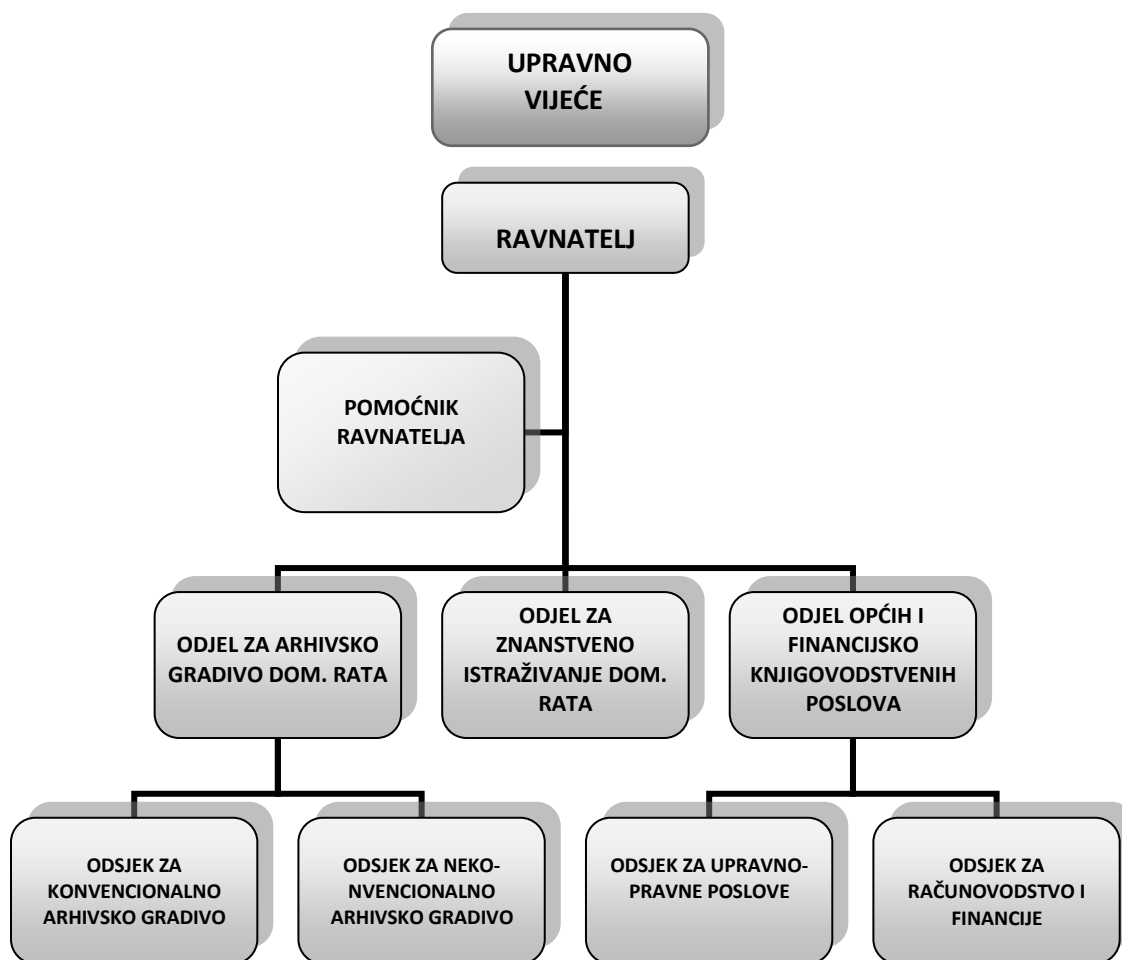 UPRAVNO
VIJEĆE
RAVNATELJ
POMOĆNIK
RAVNATELJA
ODJEL ZA ARHIVSKO
GRADIVO DOM. RATA
ODJEL ZA
ZNANSTVENO
ISTRAŽIVANJE DOM.
RATA
ODJEL OPĆIH I
FINANCIJSKO
KNJIGOVODSTVENIH
POSLOVA
ODSJEK ZA
KONVENCIONALNO
ARHIVSKO GRADIVO
ODSJEK ZA NEKO-
NVENCIONALNO
ARHIVSKO GRADIVO
ODSJEK ZA UPRAVNO-
PRAVNE POSLOVE
ODSJEK ZA
RAČUNOVODSTVO I
FINANCIJE